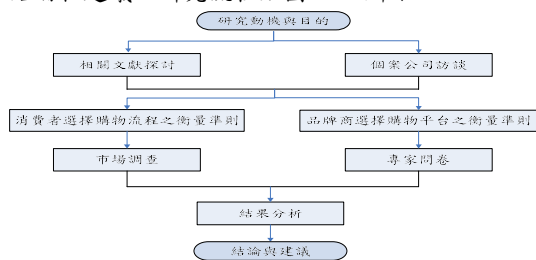 研究動機與目的
相關文獻探討
個案公司訪談
消費者選擇購物流程之衡量準則
品牌商選擇購物平台之衡量準則
市場調查
專家問卷
結果分析
結論與建議